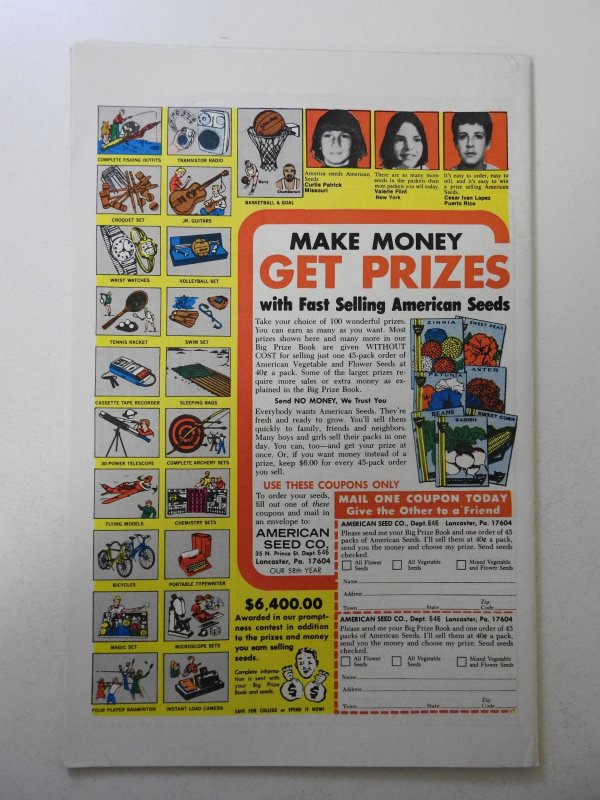 COMPLETE FISHING OUTFITS
TRANSISTOR RADIO
CROQUET SET
JR. GUITARS
WRIST WATCHES
VOLLEYBALL SET
TENNIS RACKET
SWIM SET
CASSETTE TAPE RECORDER
SLEEPING BAGS
30-POWER TELESCOPE
COMPLETE ARCHERY SETS
FLYING MODELS
CHEMISTRY SETS
BICYCLES
PORTABLE TYPEWRITER
MAGIC SET
MICROSCOPE SETS
FOUR PLAYER BADMINTON
INSTANT LOAD CAMERA
Spalding
Barry
Chamberlain
BASKETBALL & GOAL
America needs American
Seeds
Curtis Patrick
Missouri
There are so many more
seeds in the packets than
most packets you sell today.
Valerie Flint
New York
It's easy to order, easy to
sell, and it's easy to win
a prize selling American
Seeds.
Cesar Ivan Lopez
Puerto Rico
MAKE MONEY
GET PRIZES
with Fast Selling American Seeds
Take your choice of 100 wonderful prizes.
You can earn as many as you want. Most
prizes shown here and many more in our
Big Prize Book are given WITHOUT
COST for selling just one 45-pack order of
American Vegetable and Flower Seeds at
40¢ a pack. Some of the larger prizes re-
quire more sales or extra money as ex-
plained in the Big Prize Book.
Send NO MONEY, We Trust You
Everybody wants American Seeds. They're
fresh and ready to grow. You'll sell them
quickly to family, friends and neighbors.
Many boys and girls sell their packs in one
day. You can, too—and get your prize at
once. Or, if you want money instead of a
prize, keep $6.00 for every 45-pack order
you sell.
ZINNIA
SWEET PEAS
PETUNIA
ASTER
BEANS
RADISH
SWEET CORN
USE THESE COUPONS ONLY
To order your seeds,
fill out one of these
coupons and mail in
an envelope to:
AMERICAN
SEED CO.
35 N. Prince St. Dept. 646
Lancaster, Pa. 17604
OUR 58th YEAR
MAIL ONE COUPON TODAY
Give the Other to a Friend
AMERICAN SEED CO., Dept. 646 Lancaster, Pa. 17604
Please send me your Big Prize Book and one order of 45
packs of American Seeds. I'll sell them at 40¢ a pack,
send you the money and choose my prize. Send seeds
checked.
All Flower Seeds
All Vegetable Seeds
Mixed Vegetable and Flower Seeds
Name
Address
Town State Zip Code
AMERICAN SEED CO., Dept. 646 Lancaster, Pa. 17604
Please send me your Big Prize Book and one order of 45
packs of American Seeds. I'll sell them at 40¢ a pack,
send you the money and choose my prize. Send seeds
checked.
All Flower Seeds
All Vegetable Seeds
Mixed Vegetable and Flower Seeds
Name
Address
Town State Zip Code
$6,400.00
Awarded in our prompt-
ness contest in addition
to the prizes and money
you earn selling
seeds.
Complete informa-
tion is sent with
your Big Prize
Book and seeds.
$ $
SAVE FOR COLLEGE or SPEND IT NOW!